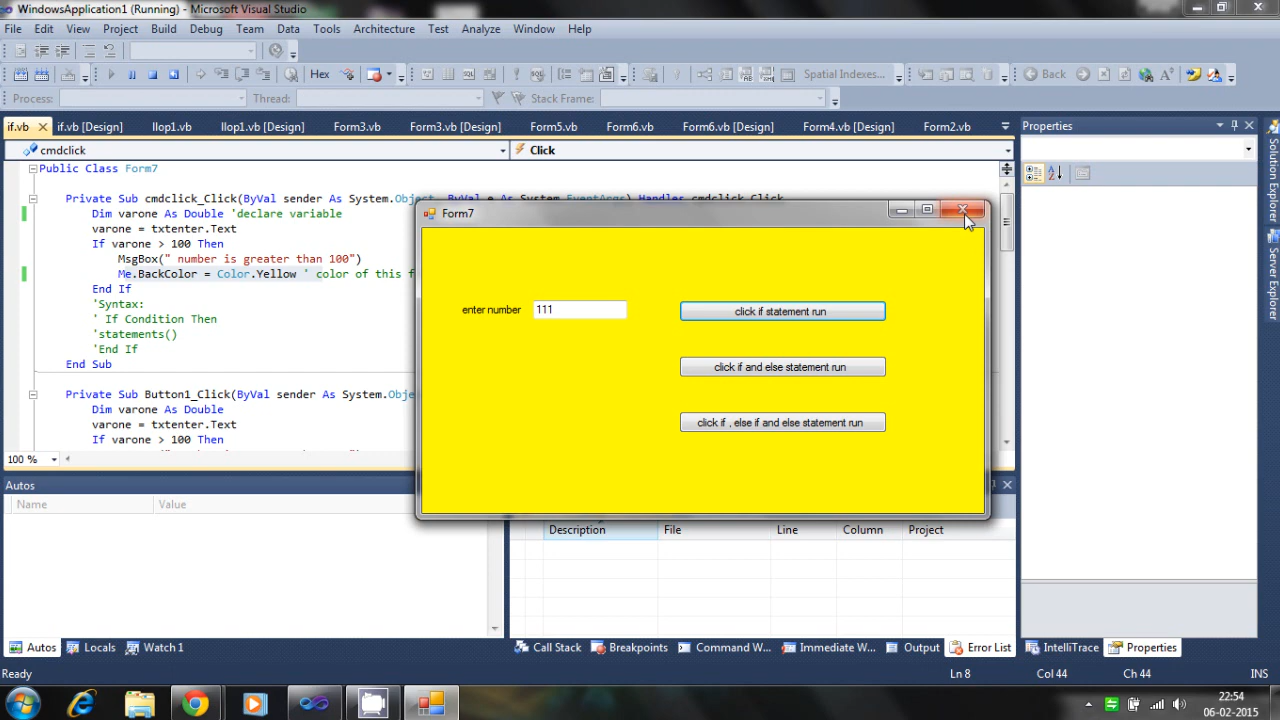 WindowsApplication1 (Running) - Microsoft Visual Studio
File Edit View Project Build Debug Team Data Tools Architecture Test Analyze Window Help
Hex Spatial Indexes... Back
Process: Thread: Stack Frame:
if.vb if.vb [Design] llop1.vb llop1.vb [Design] Form3.vb Form3.vb [Design] Form5.vb Form6.vb Form6.vb [Design] Form4.vb [Design] Form2.vb Properties
cmdclick Click
Public Class Form7
Private Sub cmdclick_Click(ByVal sender As System.Object, ByVal e As System.EventArgs) Handles cmdclick.Click
Dim varone As Double 'declare variable
varone = txtenter.Text
If varone > 100 Then
MsgBox(" number is greater than 100")
Me.BackColor = Color.Yellow ' color of this f
End If
'Syntax:
' If Condition Then
'statements()
'End If
End Sub
Private Sub Button1_Click(ByVal sender As System.Obje
Dim varone As Double
varone = txtenter.Text
If varone > 100 Then
100 %
Form7
enter number 111 click if statement run
click if and else statement run
click if , else if and else statement run
Solution Explorer
Server Explorer
Autos
Name Value
Description File Line Column Project
Autos Locals Watch 1 Call Stack Breakpoints Command W... Immediate W... Output Error List IntelliTrace Properties
Ready Ln 8 Col 44 Ch 44 INS
22:54
06-02-2015